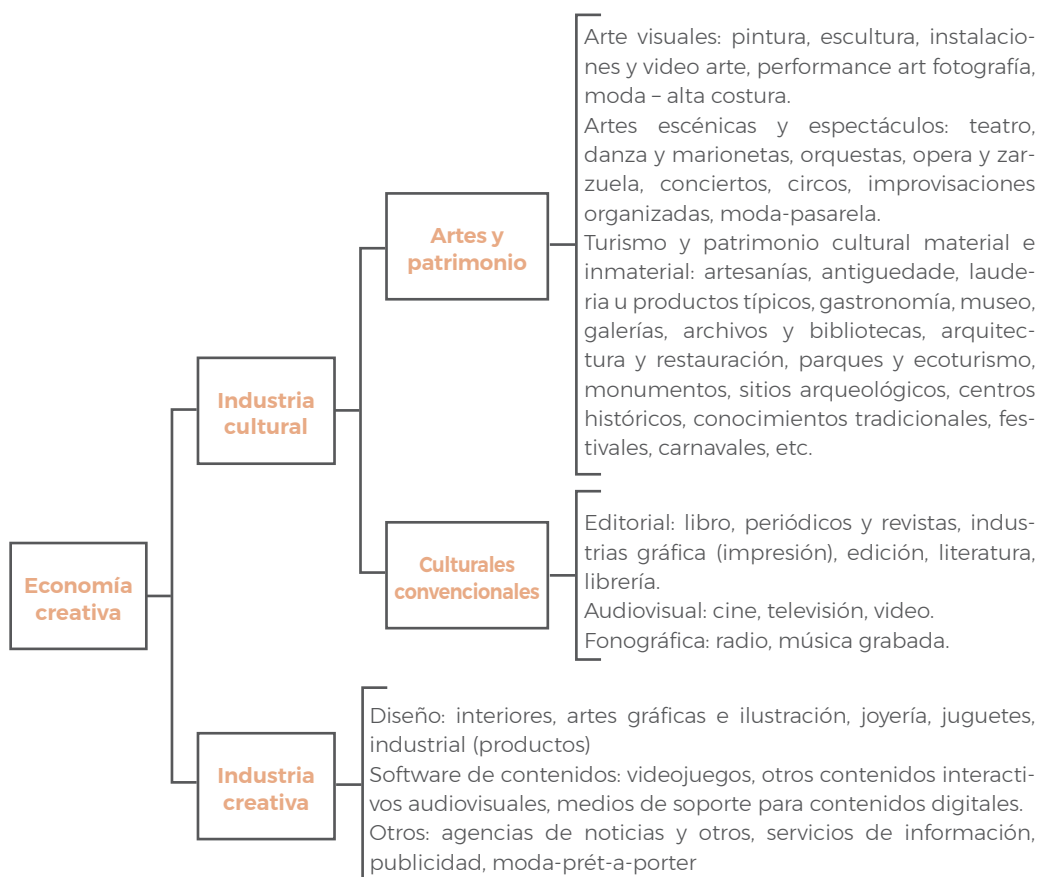 Arte visuales: pintura, escultura, instalacio-
nes y video arte, performance art fotografía,
moda – alta costura.
Artes escénicas y espectáculos: teatro,
danza y marionetas, orquestas, opera y zar-
zuela, conciertos, circos, improvisaciones
organizadas, moda-pasarela.
Turismo y patrimonio cultural material e
inmaterial: artesanías, antiguedade, laude-
ria u productos típicos, gastronomía, museo,
galerías, archivos y bibliotecas, arquitec-
tura y restauración, parques y ecoturismo,
monumentos, sitios arqueológicos, centros
históricos, conocimientos tradicionales, fes-
tivales, carnavales, etc.
Artes y
patrimonio
Industria
cultural
Editorial: libro, periódicos y revistas, indus-
trias gráfica (impresión), edición, literatura,
librería.
Audiovisual: cine, televisión, video.
Fonográfica: radio, música grabada.
Culturales
convencionales
Economía
creativa
Diseño: interiores, artes gráficas e ilustración, joyería, juguetes,
industrial (productos)
Software de contenidos: videojuegos, otros contenidos interacti-
vos audiovisuales, medios de soporte para contenidos digitales.
Otros: agencias de noticias y otros, servicios de información,
publicidad, moda-prét-a-porter
Industria
creativa